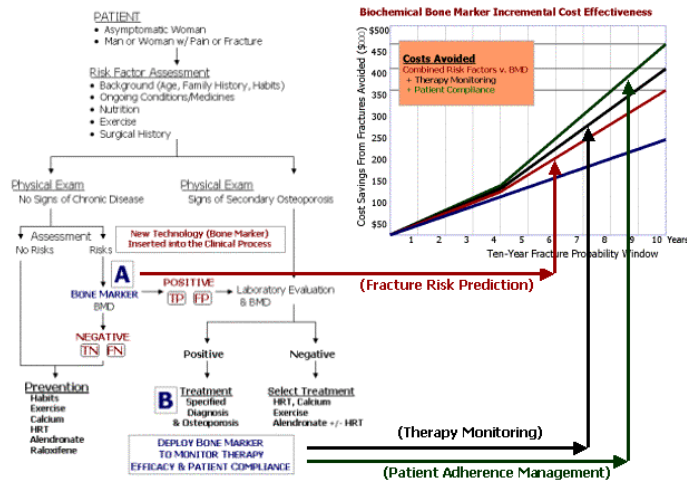 PATIENT
• Asymptomatic Woman
• Man or Woman w/ Pain or Fracture
Risk Factor Assessment
• Background (Age, Family History, Habits)
• Ongoing Conditions/Medicines
• Nutrition
• Exercise
• Surgical History
Physical Exam
No Signs of Chronic Disease
Physical Exam
Signs of Secondary Osteoporosis
Assessment
No Risks
Risks
New Technology (Bone Marker)
Inserted into the Clinical Process
A
BONE MARKER
BMD
POSITIVE
TP FP
Laboratory Evaluation
& BMD
NEGATIVE
TN FN
Positive
Negative
Prevention
Habits
Exercise
Calcium
HRT
Alendronate
Raloxifene
B
Treatment
Specified
Diagnosis
& Osteoporosis
Select Treatment
HRT, Calcium
Exercise
Alendronate +/- HRT
DEPLOY BONE MARKER
TO MONITOR THERAPY
EFFICACY & PATIENT COMPLIANCE
Biochemical Bone Marker Incremental Cost Effectiveness
Cost Savings From Fractures Avoided ($000)
$500
450
400
350
300
250
200
150
100
$50
Costs Avoided
Combined Risk Factors v. BMD
+ Therapy Monitoring
+ Patient Compliance
1 2 3 4 5 6 7 8 9 10 Years
Ten-Year Fracture Probability Window
(Fracture Risk Prediction)
(Therapy Monitoring)
(Patient Adherence Management)